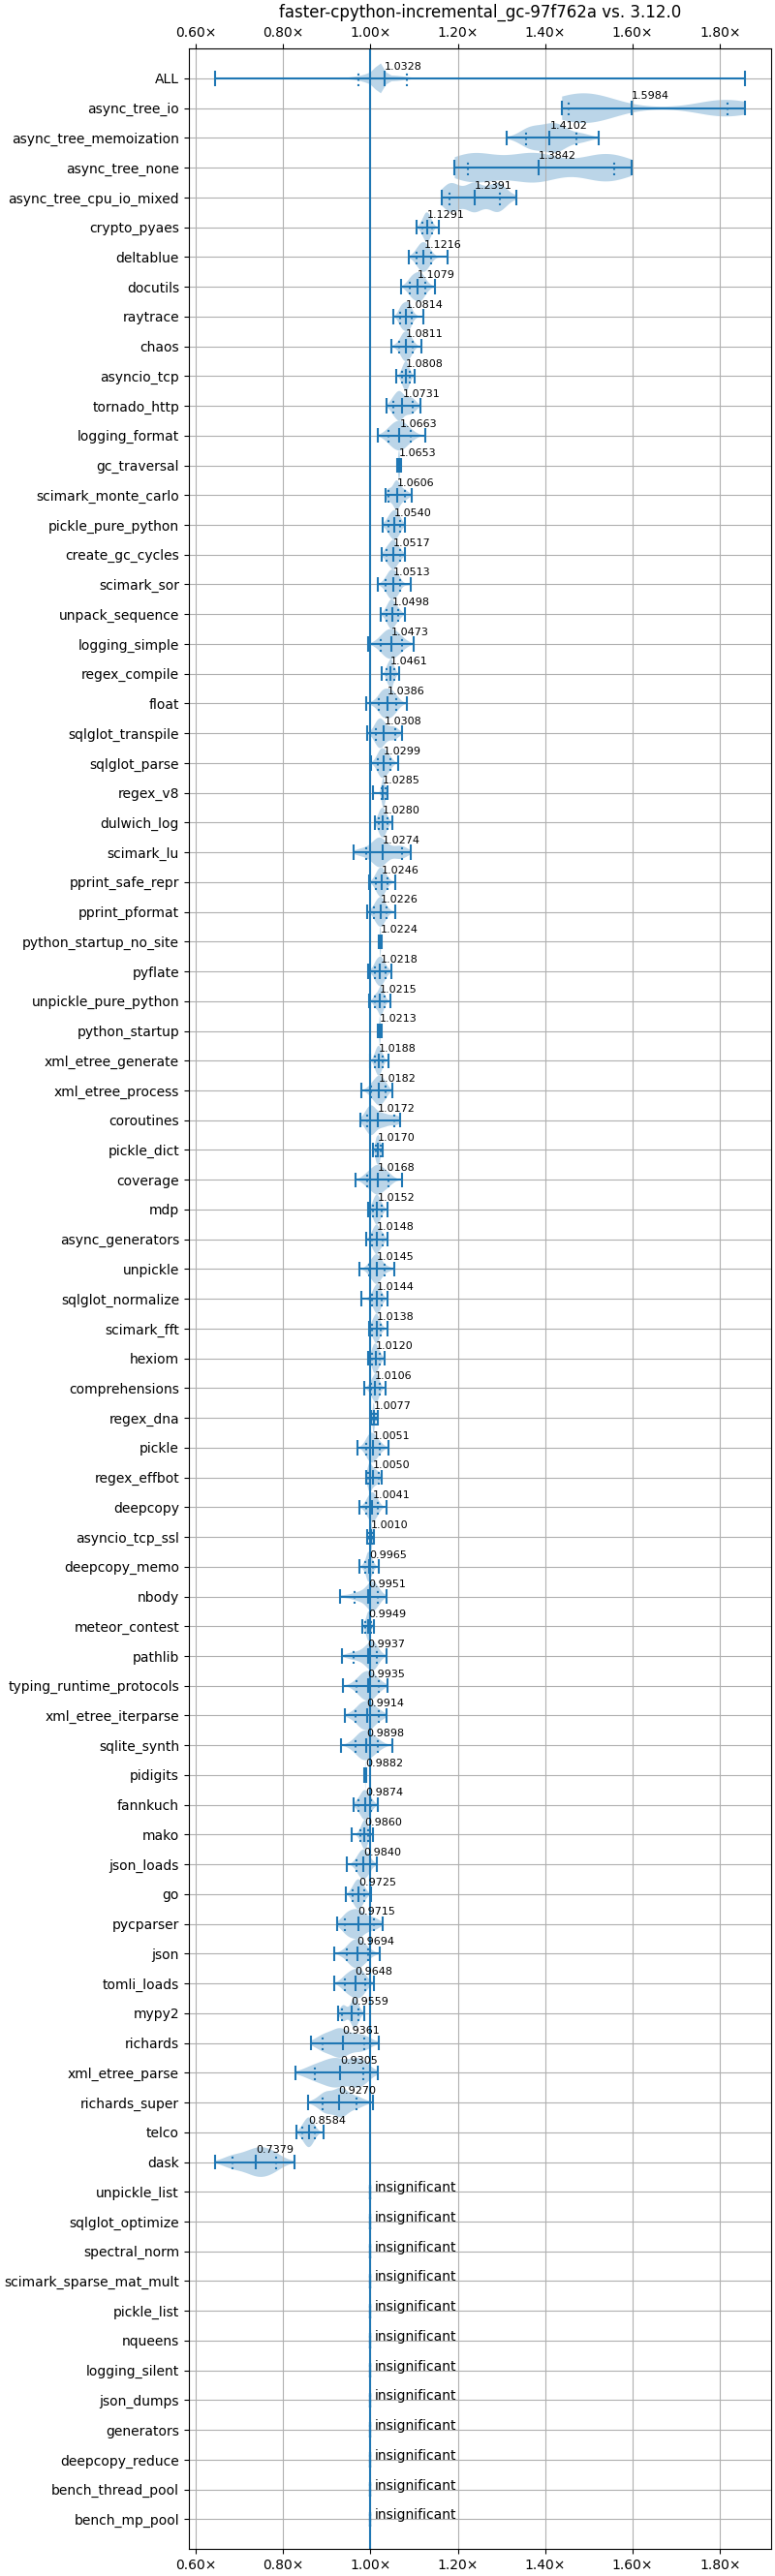 faster-cpython-incremental_gc-97f762a vs. 3.12.0
0.60× 0.80× 1.00× 1.20× 1.40× 1.60× 1.80×
ALL 1.0328
async_tree_io 1.5984
async_tree_memoization 1.4102
async_tree_none 1.3842
async_tree_cpu_io_mixed 1.2391
crypto_pyaes 1.1291
deltablue 1.1216
docutils 1.1079
raytrace 1.0814
chaos 1.0811
asyncio_tcp 1.0808
tornado_http 1.0731
logging_format 1.0663
gc_traversal 1.0653
scimark_monte_carlo 1.0606
pickle_pure_python 1.0540
create_gc_cycles 1.0517
scimark_sor 1.0513
unpack_sequence 1.0498
logging_simple 1.0473
regex_compile 1.0461
float 1.0386
sqlglot_transpile 1.0308
sqlglot_parse 1.0299
regex_v8 1.0285
dulwich_log 1.0280
scimark_lu 1.0274
pprint_safe_repr 1.0246
pprint_pformat 1.0226
python_startup_no_site 1.0224
pyflate 1.0218
unpickle_pure_python 1.0215
python_startup 1.0213
xml_etree_generate 1.0188
xml_etree_process 1.0182
coroutines 1.0172
pickle_dict 1.0170
coverage 1.0168
mdp 1.0152
async_generators 1.0148
unpickle 1.0145
sqlglot_normalize 1.0144
scimark_fft 1.0138
hexiom 1.0120
comprehensions 1.0106
regex_dna 1.0077
pickle 1.0051
regex_effbot 1.0050
deepcopy 1.0041
asyncio_tcp_ssl 1.0010
deepcopy_memo 0.9965
nbody 0.9951
meteor_contest 0.9949
pathlib 0.9937
typing_runtime_protocols 0.9935
xml_etree_iterparse 0.9914
sqlite_synth 0.9898
pidigits 0.9882
fannkuch 0.9874
mako 0.9860
json_loads 0.9840
go 0.9725
pycparser 0.9715
json 0.9694
tomli_loads 0.9648
mypy2 0.9559
richards 0.9361
xml_etree_parse 0.9305
richards_super 0.9270
telco 0.8584
dask 0.7379
unpickle_list insignificant
sqlglot_optimize insignificant
spectral_norm insignificant
scimark_sparse_mat_mult insignificant
pickle_list insignificant
nqueens insignificant
logging_silent insignificant
json_dumps insignificant
generators insignificant
deepcopy_reduce insignificant
bench_thread_pool insignificant
bench_mp_pool insignificant
0.60× 0.80× 1.00× 1.20× 1.40× 1.60× 1.80×